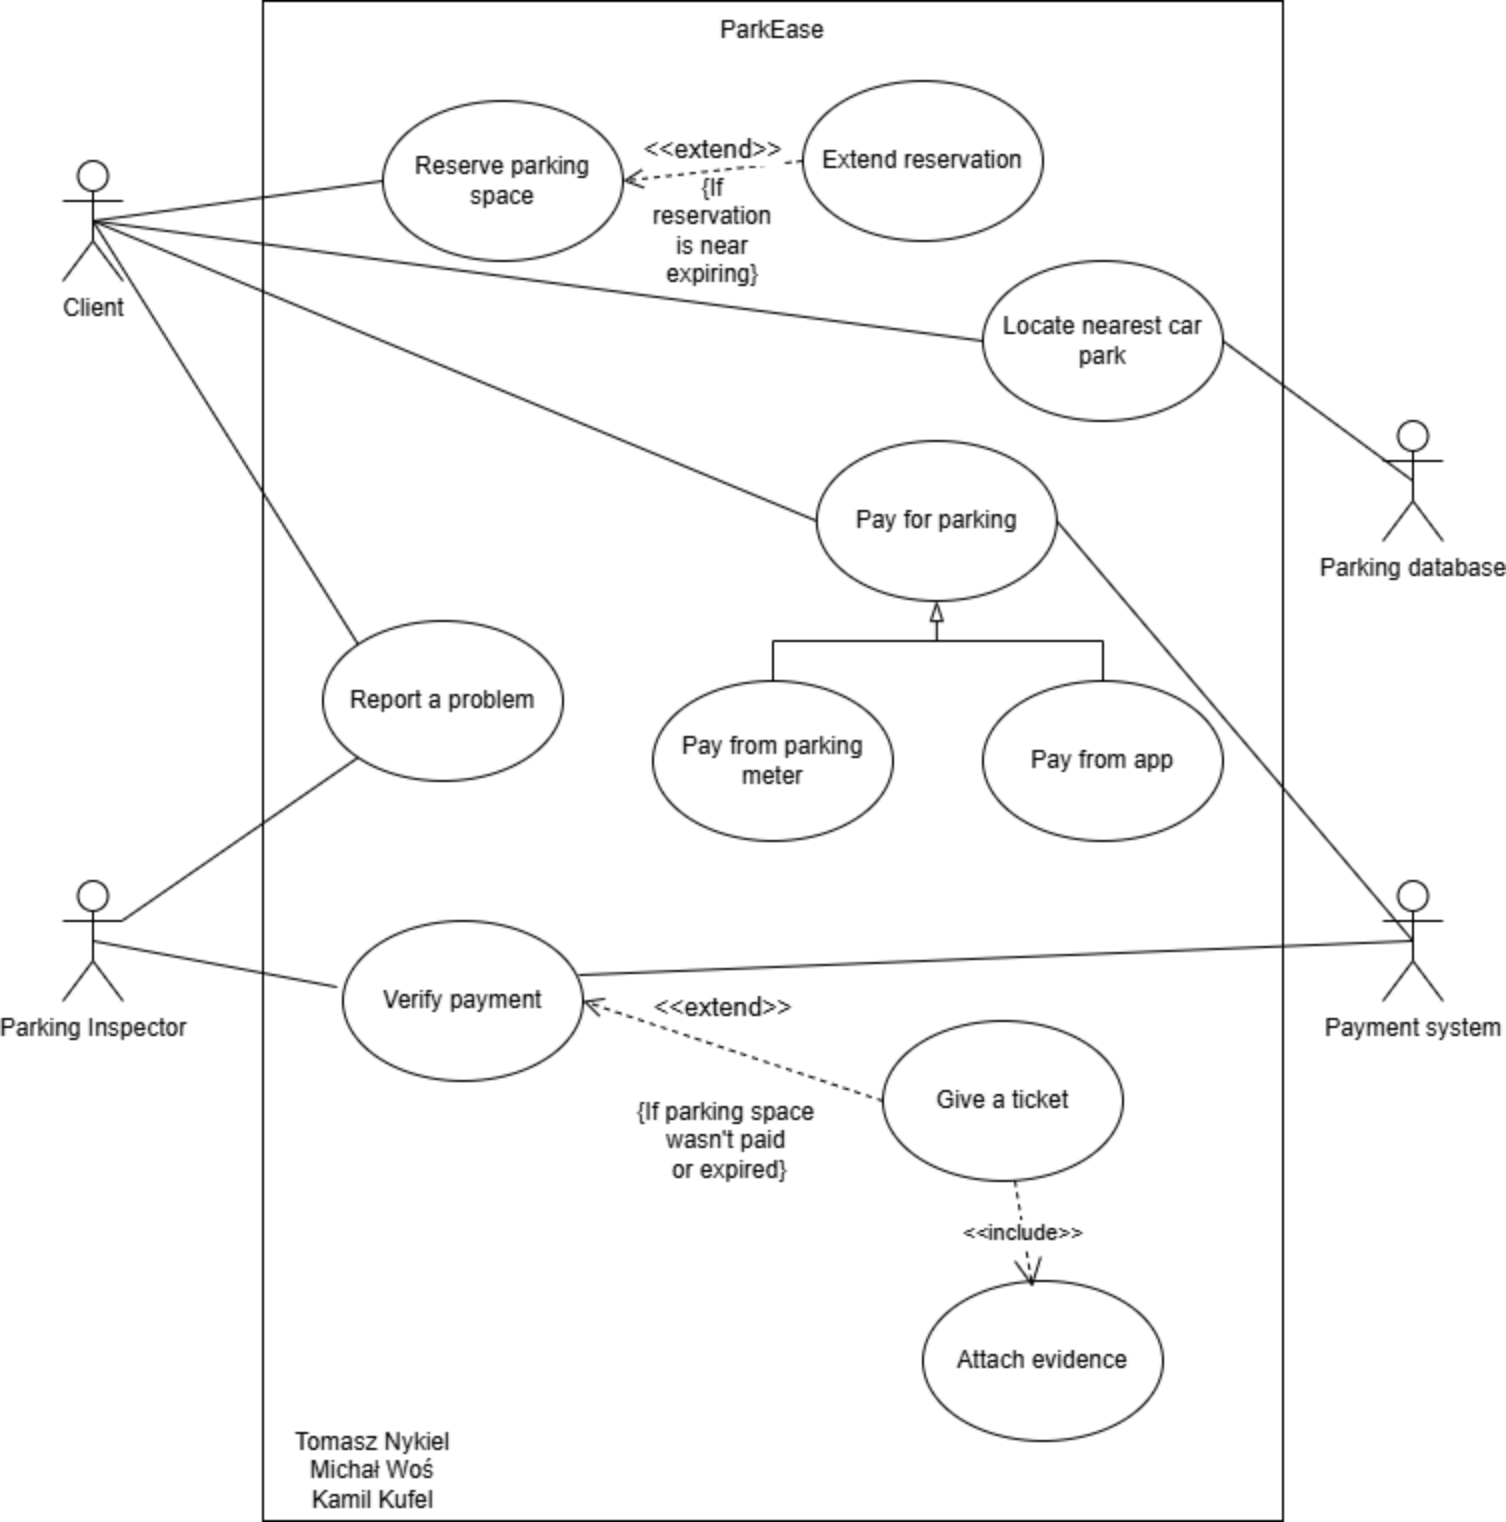 ParkEase
Reserve parking
space
<<extend>>
{If
reservation
is near
expiring}
Extend reservation
Client
Locate nearest car
park
Parking database
Pay for parking
Report a problem
Pay from parking
meter
Pay from app
Parking Inspector
Verify payment
<<extend>>
{If parking space
wasn't paid
or expired}
Give a ticket
Payment system
<<include>>
Attach evidence
Tomasz Nykiel
Michał Woś
Kamil Kufel